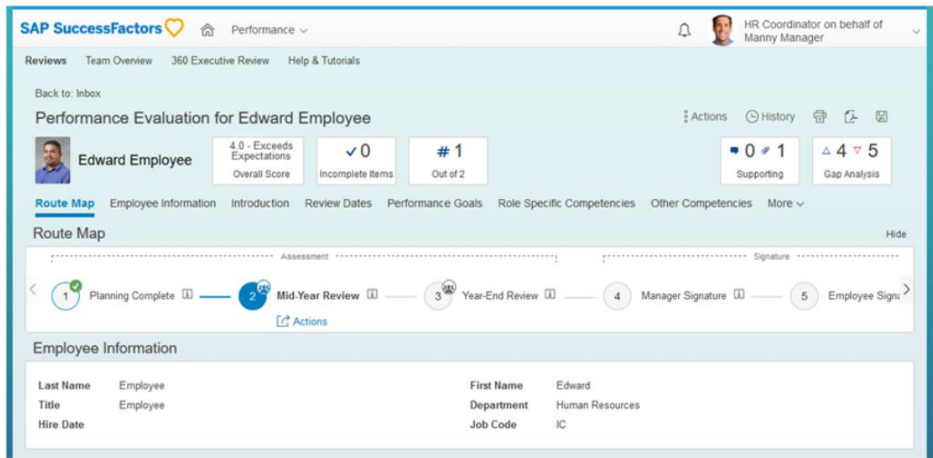 SAP SuccessFactors Performance HR Coordinator on behalf of
Manny Manager
Reviews Team Overview 360 Executive Review Help & Tutorials
Back to: Inbox
Performance Evaluation for Edward Employee Actions History
Edward Employee
4.0 - Exceeds
Expectations
Overall Score
0
Incomplete Items
# 1
Out of 2
0 1
Supporting
4 5
Gap Analysis
Route Map Employee Information Introduction Review Dates Performance Goals Role Specific Competencies Other Competencies More
Route Map Hide
Assessment Signature
1 Planning Complete 2 Mid-Year Review 3 Year-End Review 4 Manager Signature 5 Employee Signa
Actions
Employee Information
Last Name Employee First Name Edward
Title Employee Department Human Resources
Hire Date Job Code IC